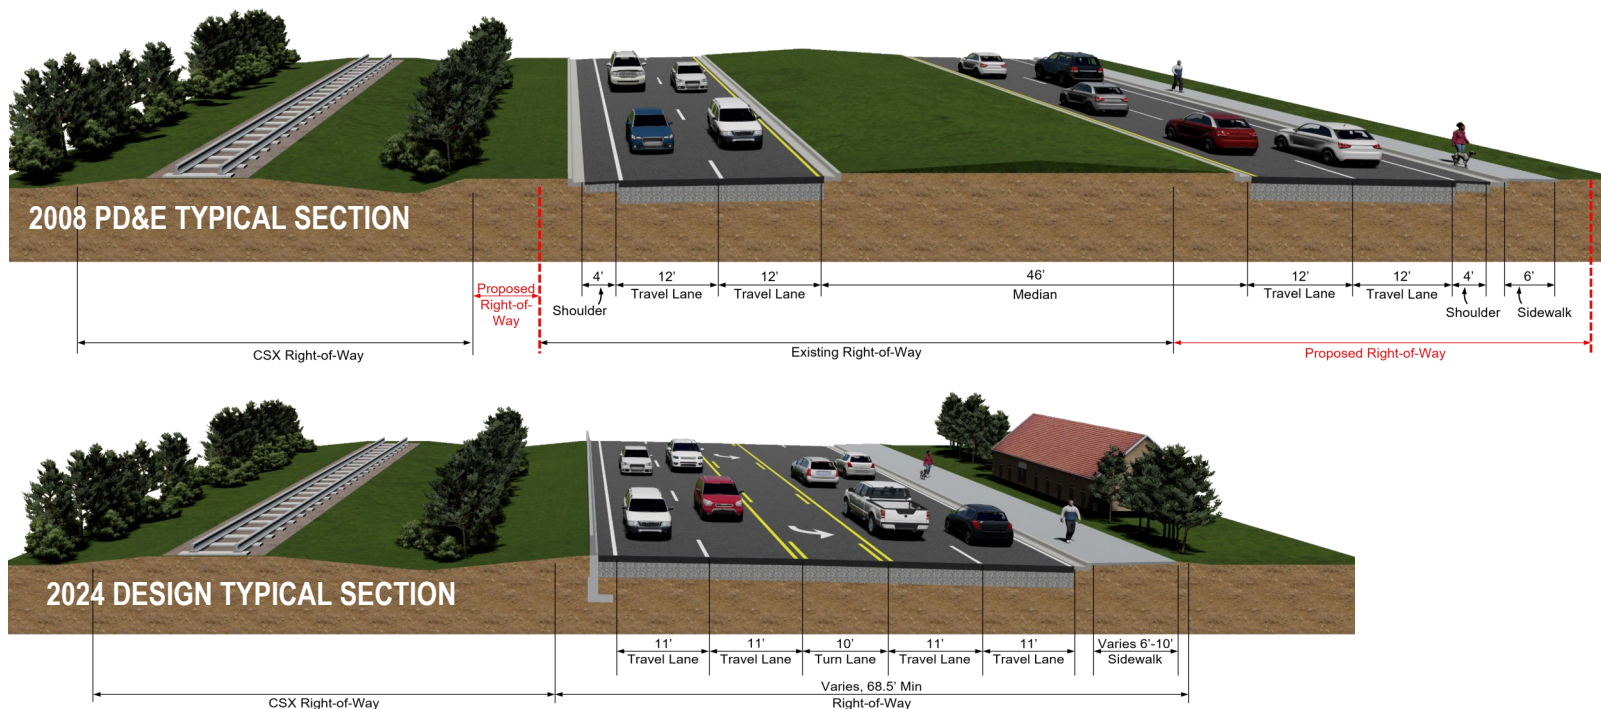 2008 PD&E TYPICAL SECTION
4’ 12’ 12’ 46’ 12’ 12’ 4’ 6’
Proposed
Right-of-
Way
Shoulder
Travel Lane Travel Lane Median Travel Lane Travel Lane
Shoulder Sidewalk
CSX Right-of-Way Existing Right-of-Way Proposed Right-of-Way
2024 DESIGN TYPICAL SECTION
11’ 11’ 10’ 11’ 11’ Varies 6’-10’
Travel Lane Travel Lane Turn Lane Travel Lane Travel Lane Sidewalk
Varies, 68.5’ Min
CSX Right-of-Way Right-of-Way